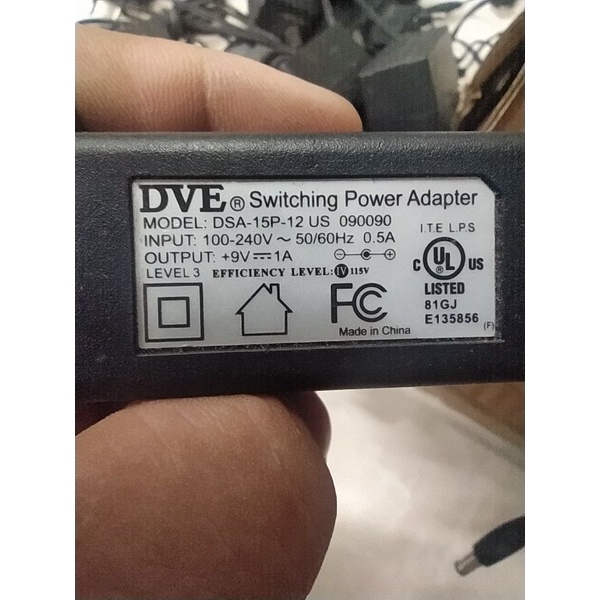 DVE® Switching Power Adapter
MODEL: DSA-15P-12 US 090090
INPUT: 100-240V ~ 50/60Hz 0.5A
OUTPUT: +9V⎓1A
LEVEL 3 EFFICIENCY LEVEL: IV 115V
I.T.E L.P.S
c UL® US
LISTED
81GJ
E135856
FC
Made in China
(F)